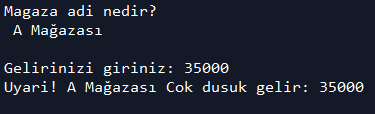 Magaza adi nedir?
A Mağazası
Gelirinizi giriniz: 35000
Uyari! A Mağazası Cok dusuk gelir: 35000